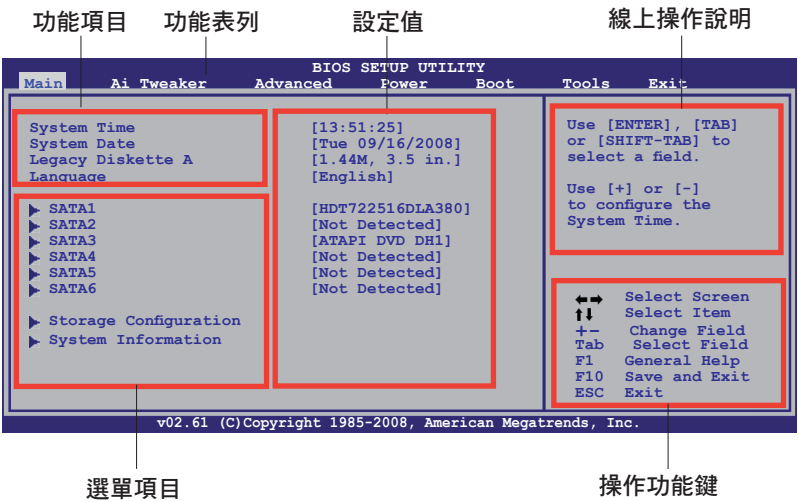 功能項目 功能表列 設定值 線上操作說明
BIOS SETUP UTILITY
Main Ai Tweaker Advanced Power Boot Tools Exit
System Time [13:51:25]
System Date [Tue 09/16/2008]
Legacy Diskette A [1.44M, 3.5 in.]
Language [English]
SATA1 [HDT722516DLA380]
SATA2 [Not Detected]
SATA3 [ATAPI DVD DH1]
SATA4 [Not Detected]
SATA5 [Not Detected]
SATA6 [Not Detected]
Storage Configuration
System Information
Use [ENTER], [TAB]
or [SHIFT-TAB] to
select a field.
Use [+] or [-]
to configure the
System Time.
←→ Select Screen
↑↓ Select Item
+- Change Field
Tab Select Field
F1 General Help
F10 Save and Exit
ESC Exit
v02.61 (C)Copyright 1985-2008, American Megatrends, Inc.
選單項目 操作功能鍵